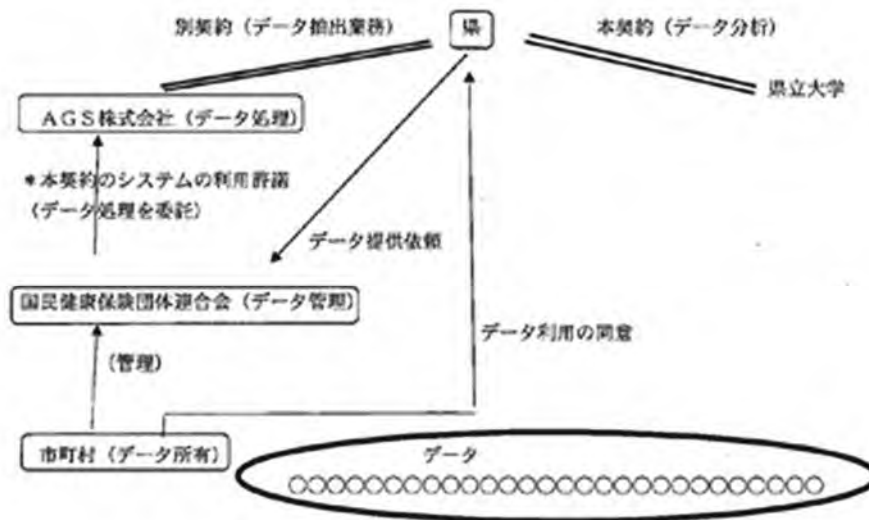 別契約（データ抽出業務）
県
本契約（データ分析）
県立大学
AGS株式会社（データ処理）
*本契約のシステムの利用許諾
（データ処理を委託）
データ提供依頼
国民健康保険団体連合会（データ管理）
データ利用の同意
（管理）
市町村（データ所有）
データ
○○○○○○○○○○○○○○○○○○○○○○○○○○○○